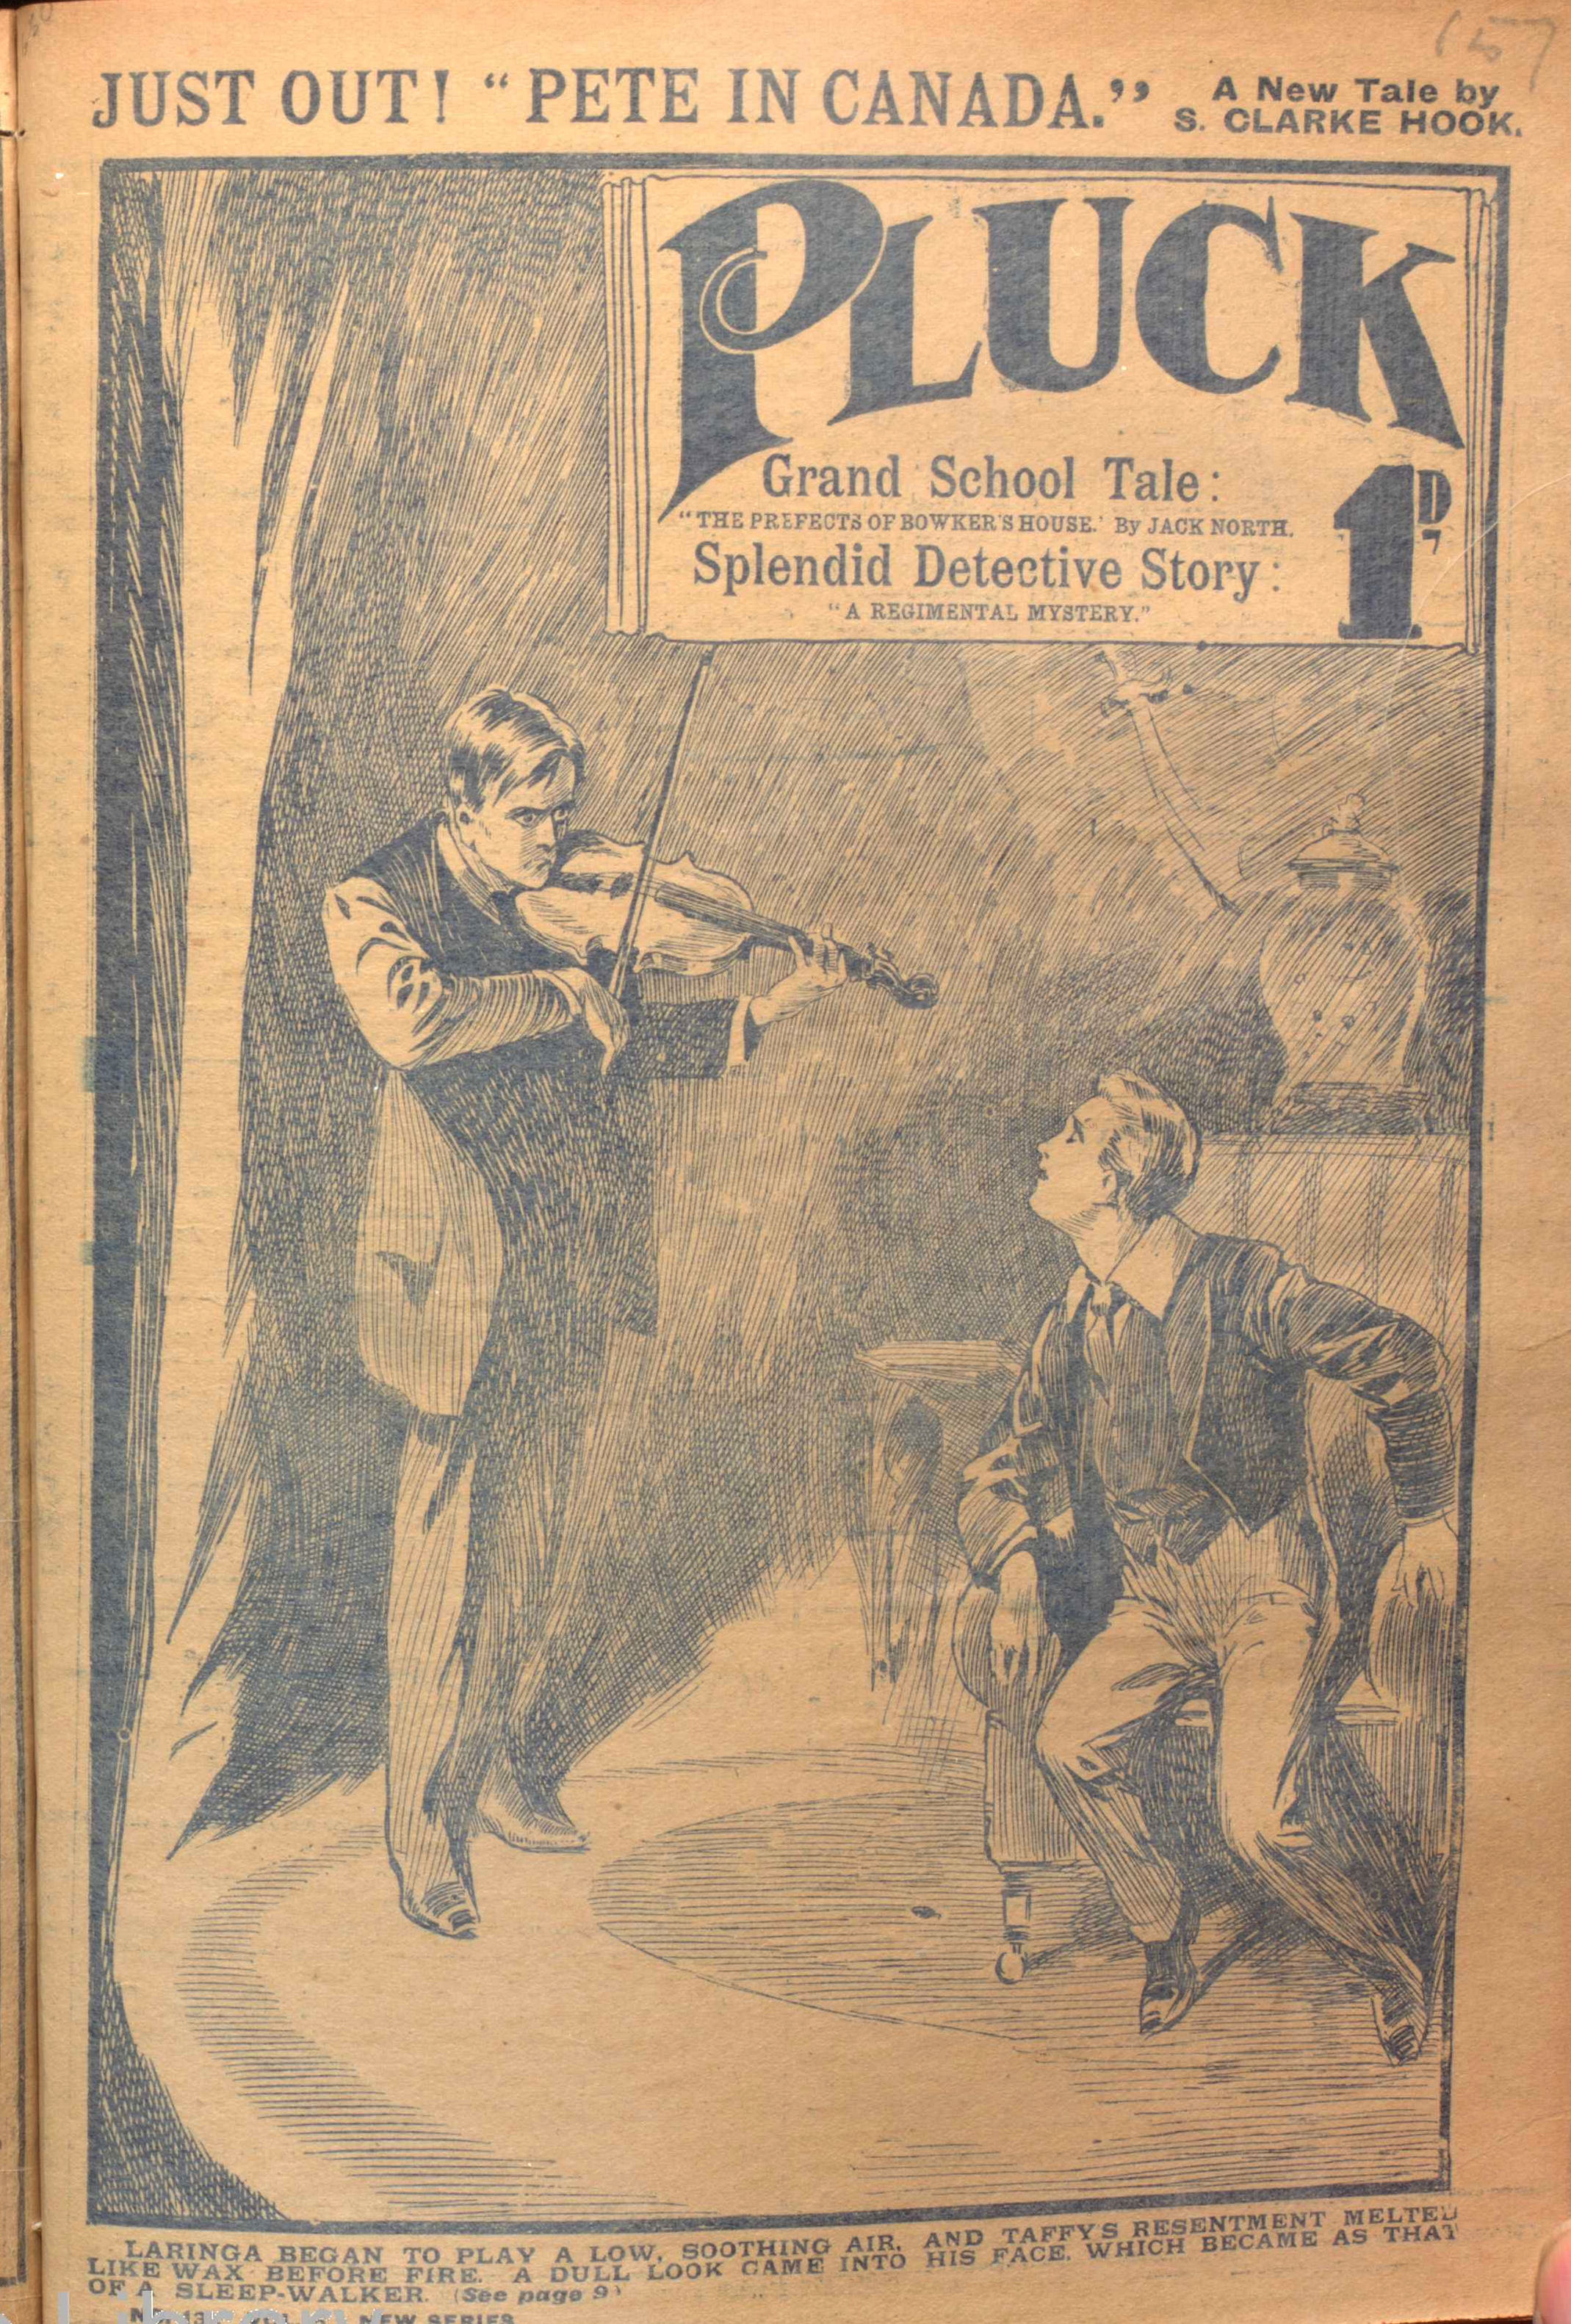 JUST OUT! “PETE IN CANADA.” A New Tale by
S. CLARKE HOOK.
PLUCK
Grand School Tale:
“THE PREFECTS OF BOWKER'S HOUSE.' By JACK NORTH.
Splendid Detective Story:
“A REGIMENTAL MYSTERY.”
1D
LARINGA BEGAN TO PLAY A LOW, SOOTHING AIR, AND TAFFY'S RESENTMENT MELTED
LIKE WAX BEFORE FIRE. A DULL LOOK CAME INTO HIS FACE, WHICH BECAME AS THAT
OF A SLEEP-WALKER. (See page 9)
NEW SERIES
Library